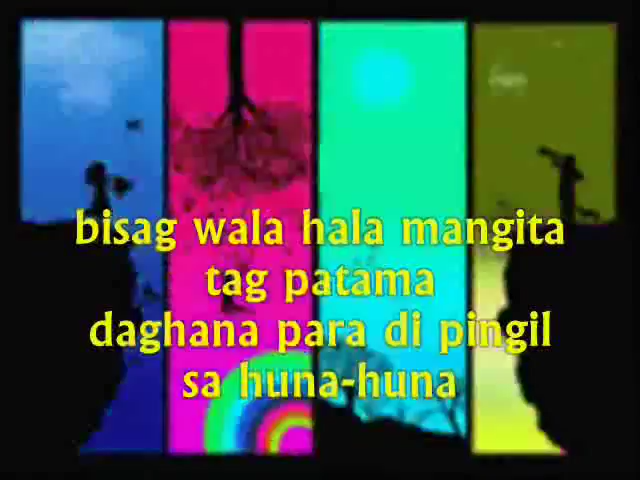 bisag wala hala mangita
tag patama
daghana para di pingil
sa huna-huna